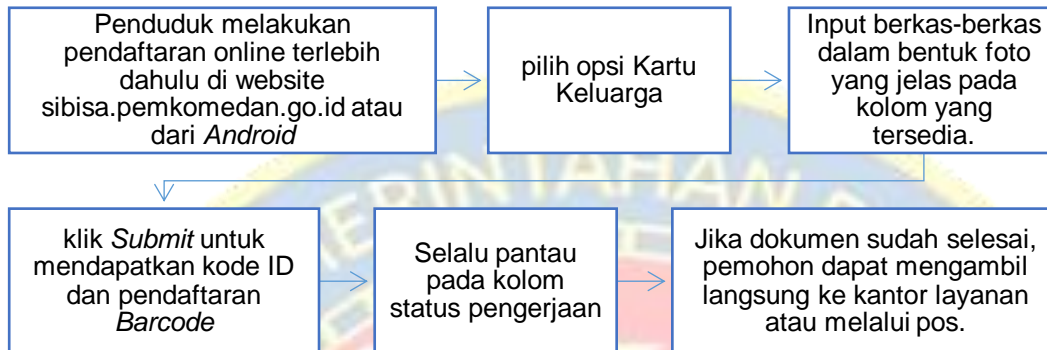 Penduduk melakukan
pendaftaran online terlebih
dahulu di website
sibisa.pemkomedan.go.id atau
dari Android
pilih opsi Kartu
Keluarga
Input berkas-berkas
dalam bentuk foto
yang jelas pada
kolom yang
tersedia.
klik Submit untuk
mendapatkan kode ID
dan pendaftaran
Barcode
Selalu pantau
pada kolom
status pengerjaan
Jika dokumen sudah selesai,
pemohon dapat mengambil
langsung ke kantor layanan
atau melalui pos.